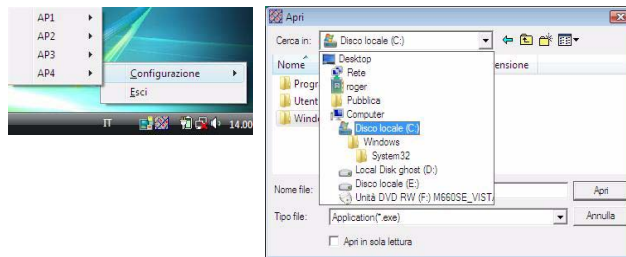 AP1
AP2
AP3
AP4
Configurazione
Esci
IT
14.00
Apri
Cerca in:
Disco locale (C:)
Nome
ensione
Desktop
Rete
roger
Pubblica
Computer
Disco locale (C:)
Windows
System32
Local Disk ghost (D:)
Disco locale (E:)
Unità DVD RW (F:) M660SE_VISTA
Progr
Utent
Windo
Nome file:
Apri
Tipo file:
Application(*.exe)
Annulla
Apri in sola lettura